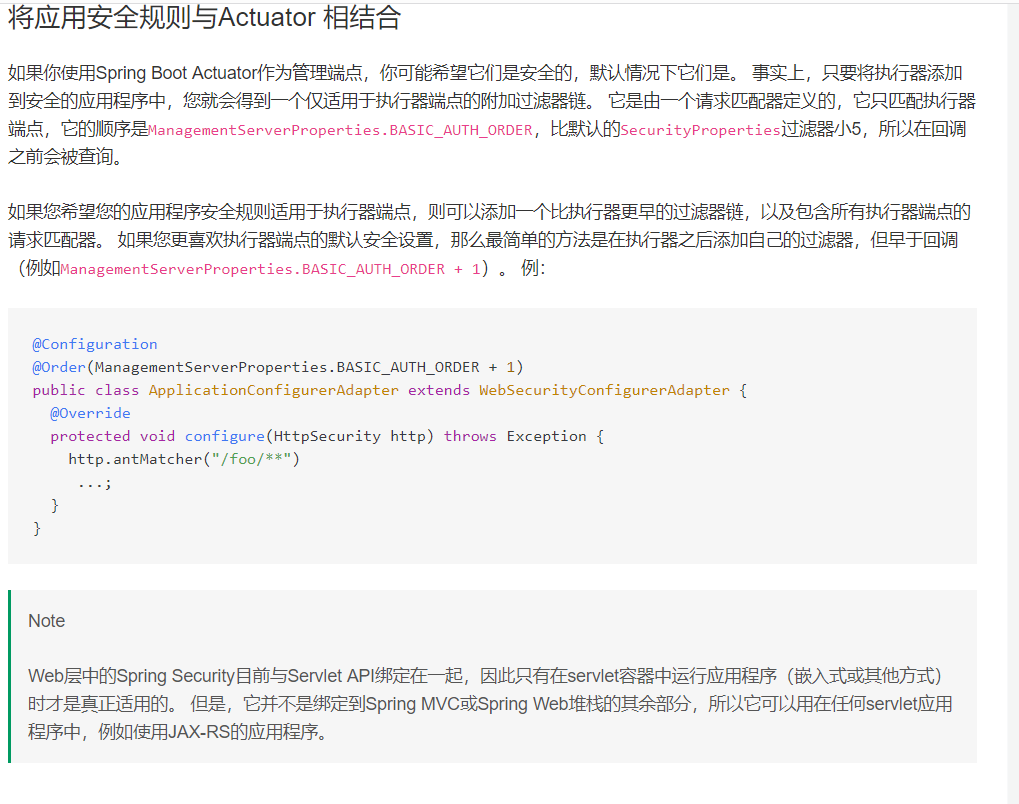 将应用安全规则与Actuator 相结合
如果你使用Spring Boot Actuator作为管理端点，你可能希望它们是安全的，默认情况下它们是。 事实上，只要将执行器添加
到安全的应用程序中，您就会得到一个仅适用于执行器端点的附加过滤器链。 它是由一个请求匹配器定义的，它只匹配执行器
端点，它的顺序是ManagementServerProperties.BASIC_AUTH_ORDER，比默认的SecurityProperties过滤器小5，所以在回调
之前会被查询。
如果您希望您的应用程序安全规则适用于执行器端点，则可以添加一个比执行器更早的过滤器链，以及包含所有执行器端点的
请求匹配器。 如果您更喜欢执行器端点的默认安全设置，那么最简单的方法是在执行器之后添加自己的过滤器，但早于回调
（例如ManagementServerProperties.BASIC_AUTH_ORDER + 1）。 例：
@Configuration
@Order(ManagementServerProperties.BASIC_AUTH_ORDER + 1)
public class ApplicationConfigurerAdapter extends WebSecurityConfigurerAdapter {
  @Override
  protected void configure(HttpSecurity http) throws Exception {
    http.antMatcher("/foo/**")
     ...;
  }
}
Note
Web层中的Spring Security目前与Servlet API绑定在一起，因此只有在servlet容器中运行应用程序（嵌入式或其他方式）
时才是真正适用的。 但是，它并不是绑定到Spring MVC或Spring Web堆栈的其余部分，所以它可以用在任何servlet应用
程序中，例如使用JAX-RS的应用程序。